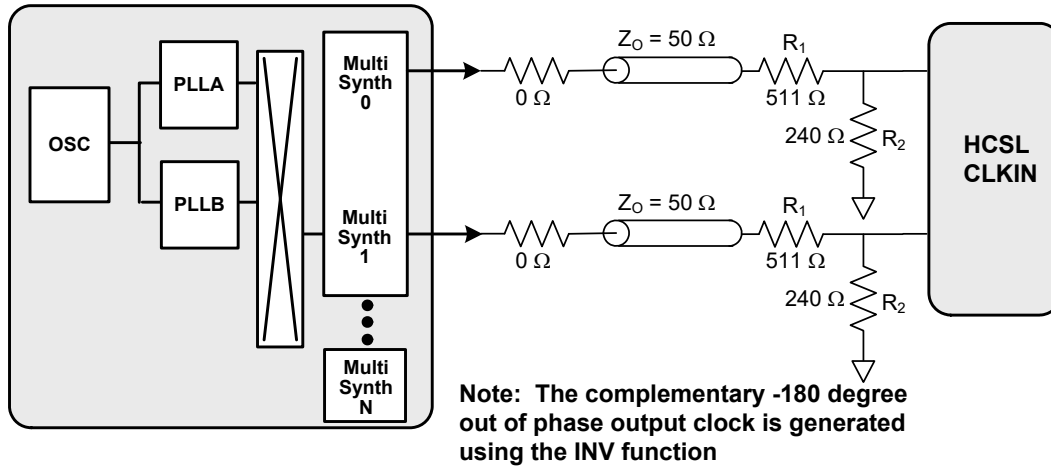 OSC
PLLA
PLLB
Multi
Synth
0
Multi
Synth
1
Multi
Synth
N
0 Ω
Z_O = 50 Ω
R_1
511 Ω
240 Ω
R_2
0 Ω
Z_O = 50 Ω
R_1
511 Ω
240 Ω
R_2
HCSL
CLKIN
Note: The complementary -180 degree
out of phase output clock is generated
using the INV function